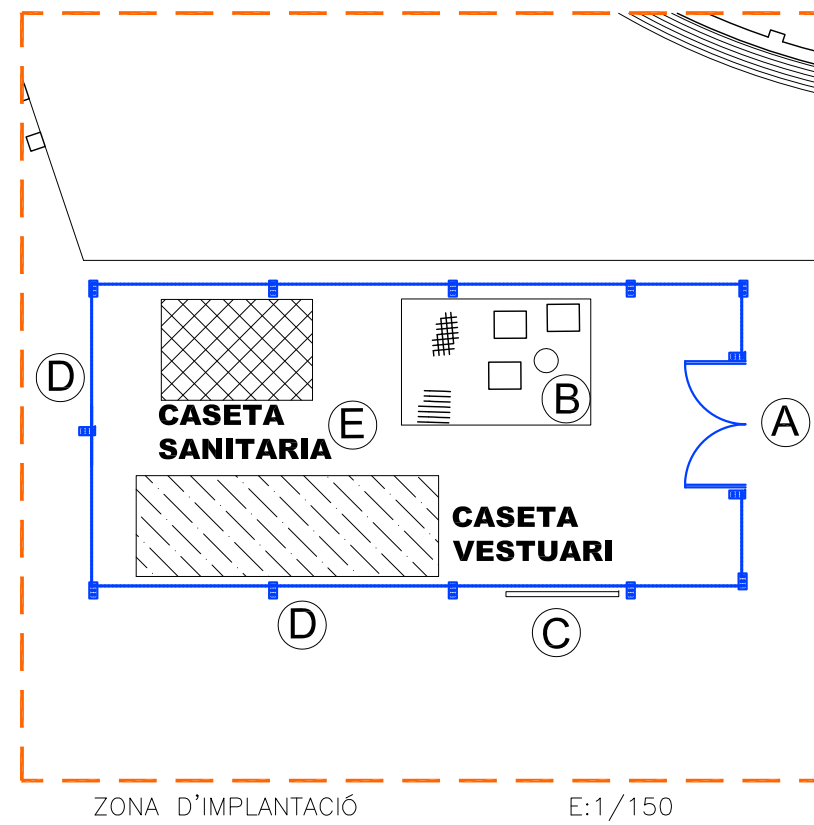 D
B
A
CASETA
SANITARIA
E
CASETA
VESTUARI
D
C
ZONA D'IMPLANTACIÓ
E:1/150